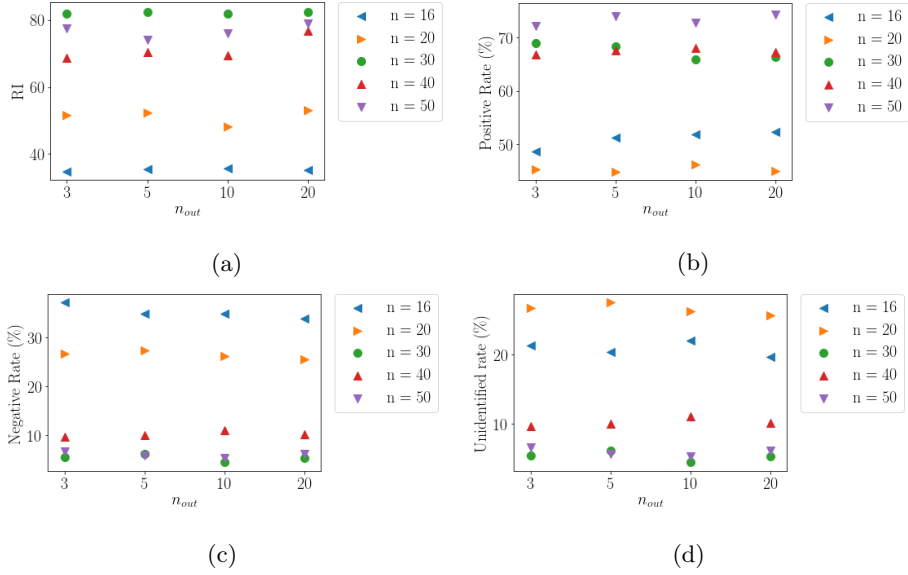 80
60
40
RI
3
5
10
20
n_out
n = 16
n = 20
n = 30
n = 40
n = 50
(a)
70
60
50
Positive Rate (%)
3
5
10
20
n_out
n = 16
n = 20
n = 30
n = 40
n = 50
(b)
30
20
10
Negative Rate (%)
3
5
10
20
n_out
n = 16
n = 20
n = 30
n = 40
n = 50
(c)
20
10
Unidentified rate (%)
3
5
10
20
n_out
n = 16
n = 20
n = 30
n = 40
n = 50
(d)